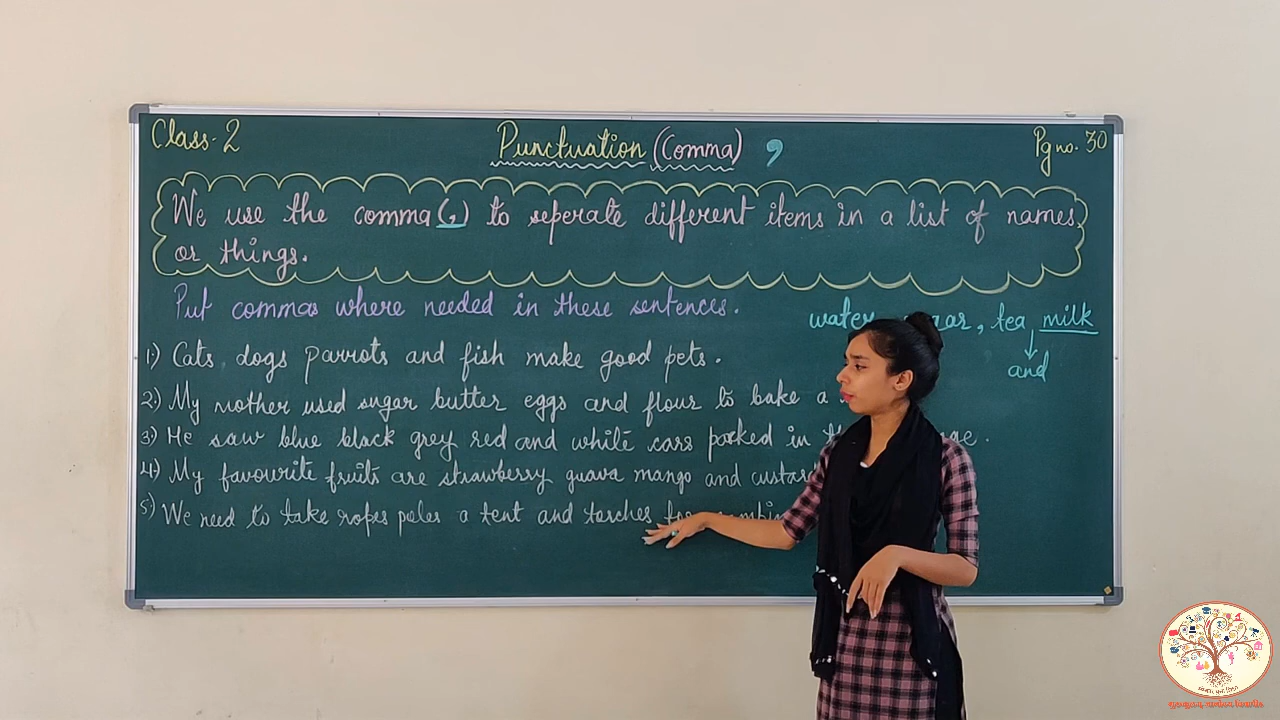 Class-2
Punctuation (Comma) ,
Pg no. 30
We use the comma (,) to seperate different items in a list of names
or things.
Put commas where needed in these sentences.
water, tea milk
and
1) Cats, dogs parrots and fish make good pets.
2) My mother used sugar butter eggs and flour to bake a
3) He saw blue black grey red and white cars parked in
4) My favourite fruits are strawberry guava mango and
5) We need to take ropes poles a tent and torches